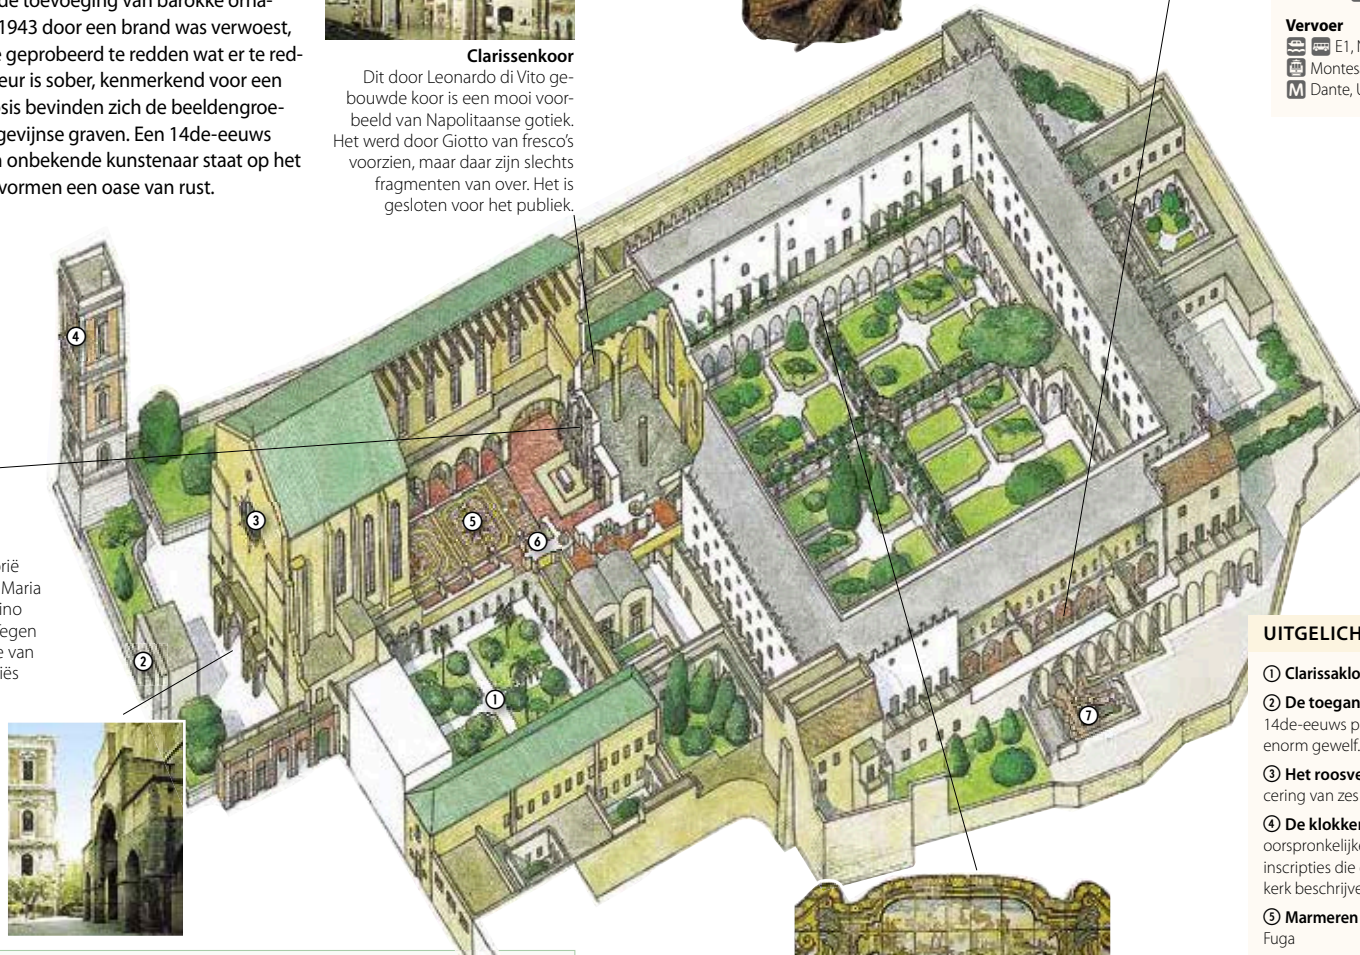 de toevoeging van barokke orna-
1943 door een brand was verwoest,
geprobeerd te redden wat er te red-
eur is sober, kenmerkend voor een
sis bevinden zich de beeldengroe-
gevijnse graven. Een 14de-eeuws
onbekende kunstenaar staat op het
vormen een oase van rust.
Clarissenkoor
Dit door Leonardo di Vito ge-
bouwde koor is een mooi voor-
beeld van Napolitaanse gotiek.
Het werd door Giotto van fresco's
voorzien, maar daar zijn slechts
fragmenten van over. Het is
gesloten voor het publiek.
Vervoer
E1,
M Dante,
4
3
5
6
2
1
7
Maria
van
UITGELICH
① Clarissaklo
② De toegan
14de-eeuws p
enorm gewelf.
③ Het roosve
cering van zes
④ De klokker
oorspronkelijke
inscripties die
kerk beschrijve
⑤ Marmeren
Fuga